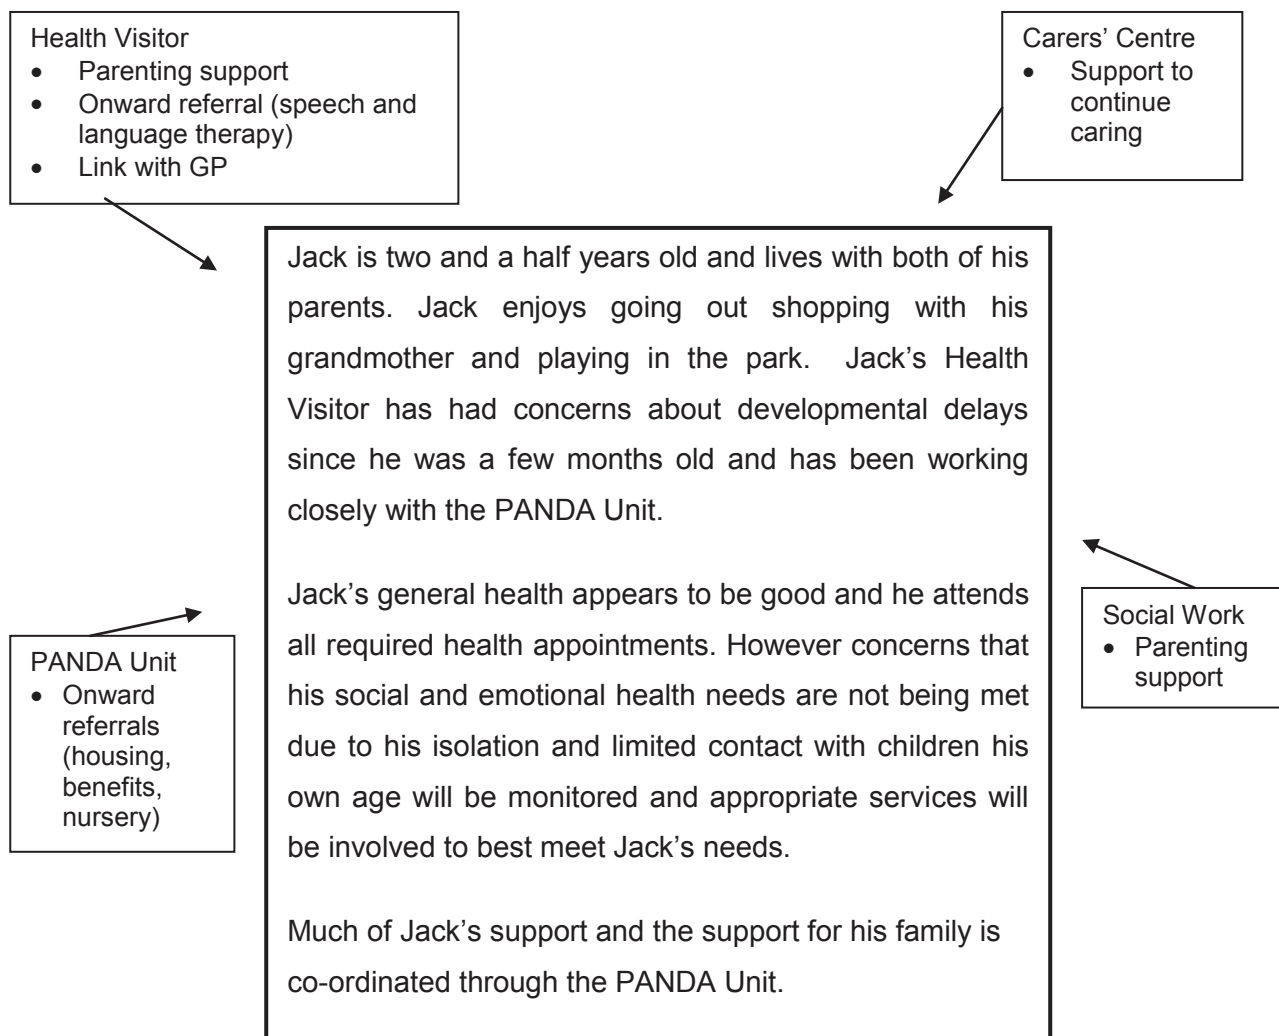 Health Visitor
• Parenting support
• Onward referral (speech and
language therapy)
• Link with GP
Carers’ Centre
• Support to
continue
caring
Jack is two and a half years old and lives with both of his
parents. Jack enjoys going out shopping with his
grandmother and playing in the park. Jack’s Health
Visitor has had concerns about developmental delays
since he was a few months old and has been working
closely with the PANDA Unit.
Jack’s general health appears to be good and he attends
all required health appointments. However concerns that
his social and emotional health needs are not being met
due to his isolation and limited contact with children his
own age will be monitored and appropriate services will
be involved to best meet Jack’s needs.
Much of Jack’s support and the support for his family is
co-ordinated through the PANDA Unit.
PANDA Unit
• Onward
referrals
(housing,
benefits,
nursery)
Social Work
• Parenting
support